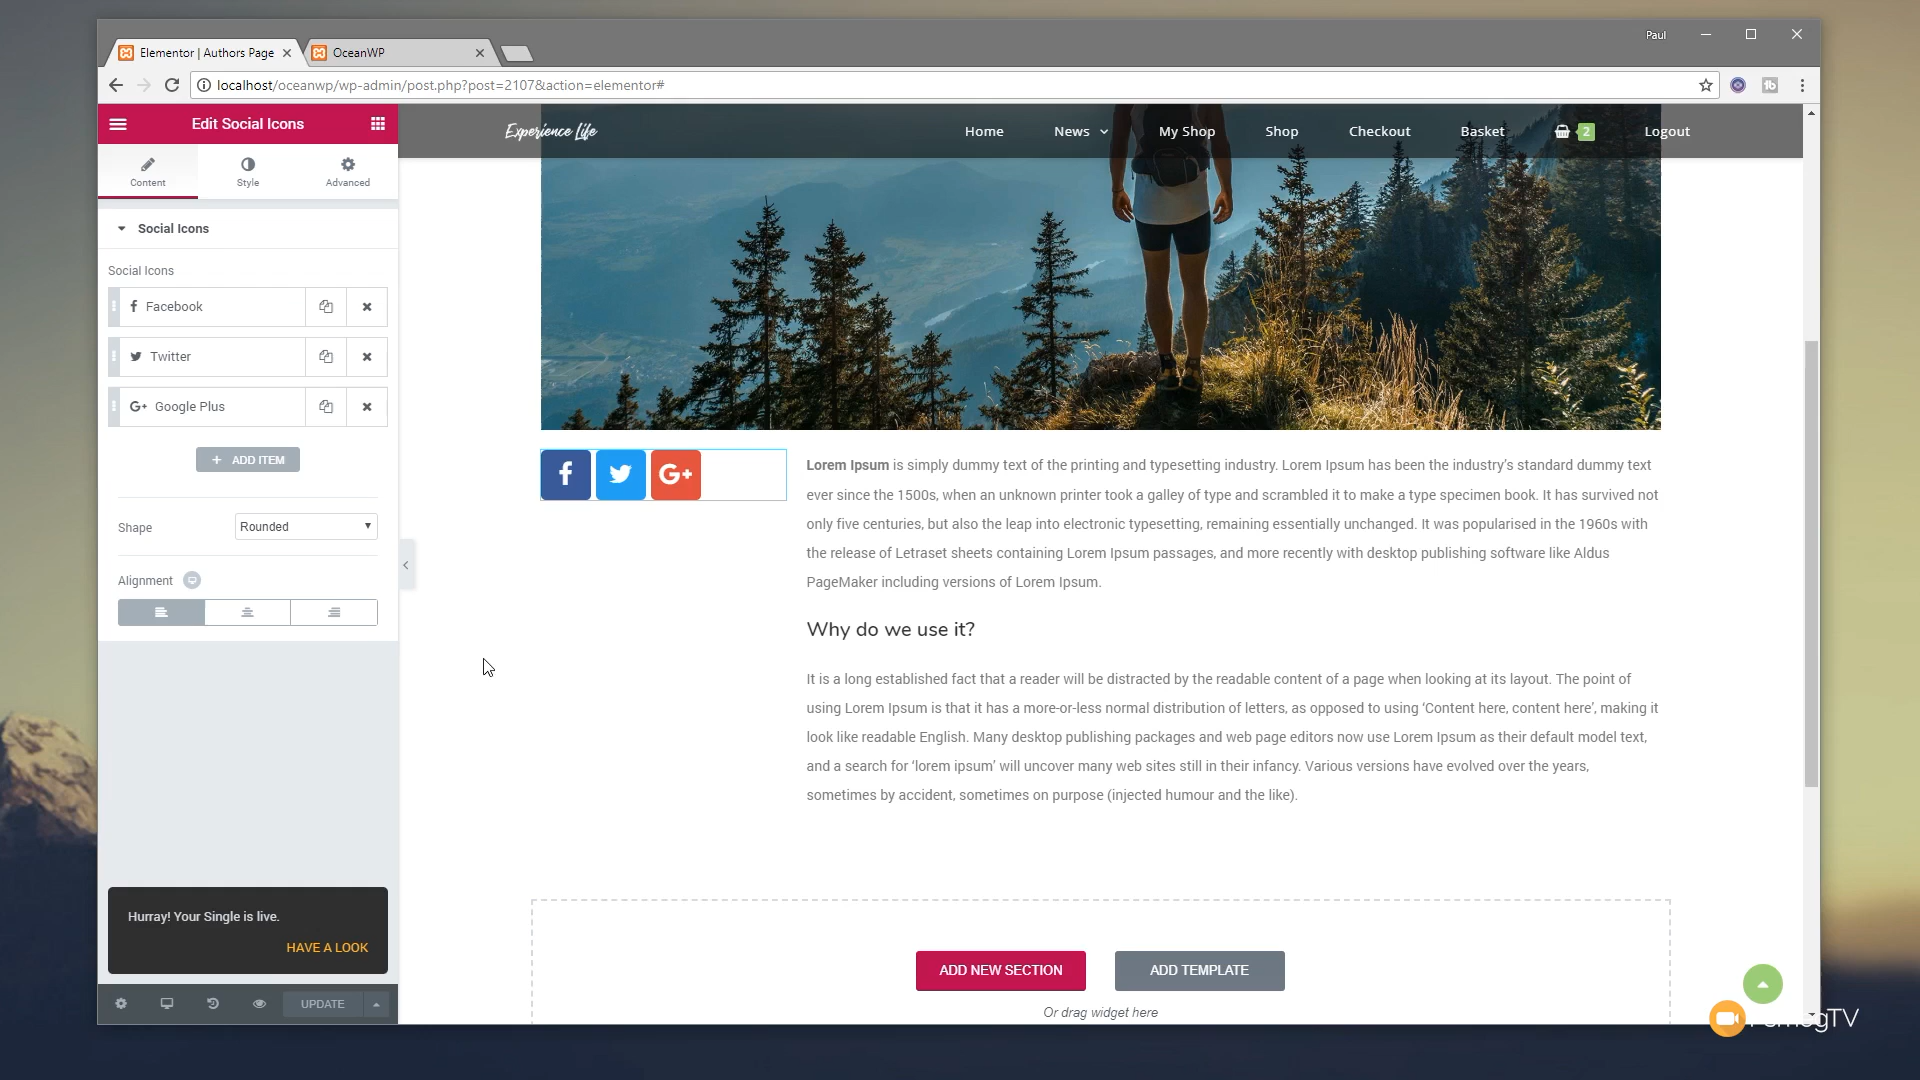 Paul
Elementor | Authors Page
OceanWP
localhost/oceanwp/wp-admin/post.php?post=2107&action=elementor#
Edit Social Icons
Content
Style
Advanced
Social Icons
Social Icons
Facebook
Twitter
G+ Google Plus
+ ADD ITEM
Shape
Rounded
Alignment
Hurray! Your Single is live.
HAVE A LOOK
UPDATE
Experience Life
Home
News
My Shop
Shop
Checkout
Basket
2
Logout
f
G+
Lorem Ipsum is simply dummy text of the printing and typesetting industry. Lorem Ipsum has been the industry’s standard dummy text
ever since the 1500s, when an unknown printer took a galley of type and scrambled it to make a type specimen book. It has survived not
only five centuries, but also the leap into electronic typesetting, remaining essentially unchanged. It was popularised in the 1960s with
the release of Letraset sheets containing Lorem Ipsum passages, and more recently with desktop publishing software like Aldus
PageMaker including versions of Lorem Ipsum.
Why do we use it?
It is a long established fact that a reader will be distracted by the readable content of a page when looking at its layout. The point of
using Lorem Ipsum is that it has a more-or-less normal distribution of letters, as opposed to using ‘Content here, content here’, making it
look like readable English. Many desktop publishing packages and web page editors now use Lorem Ipsum as their default model text,
and a search for ‘lorem ipsum’ will uncover many web sites still in their infancy. Various versions have evolved over the years,
sometimes by accident, sometimes on purpose (injected humour and the like).
ADD NEW SECTION
ADD TEMPLATE
Or drag widget here